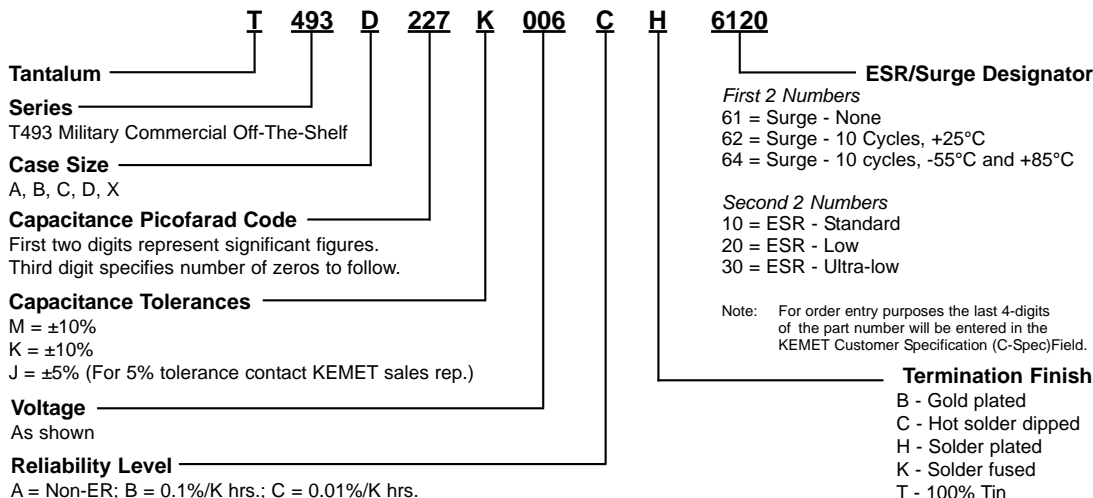 T 493 D 227 K 006 C H 6120
Tantalum
Series
T493 Military Commercial Off-The-Shelf
Case Size
A, B, C, D, X
Capacitance Picofarad Code
First two digits represent significant figures.
Third digit specifies number of zeros to follow.
Capacitance Tolerances
M = ±10%
K = ±10%
J = ±5% (For 5% tolerance contact KEMET sales rep.)
Voltage
As shown
Reliability Level
A = Non-ER; B = 0.1%/K hrs.; C = 0.01%/K hrs.
ESR/Surge Designator
First 2 Numbers
61 = Surge - None
62 = Surge - 10 Cycles, +25°C
64 = Surge - 10 cycles, -55°C and +85°C
Second 2 Numbers
10 = ESR - Standard
20 = ESR - Low
30 = ESR - Ultra-low
Note: For order entry purposes the last 4-digits
of the part number will be entered in the
KEMET Customer Specification (C-Spec)Field.
Termination Finish
B - Gold plated
C - Hot solder dipped
H - Solder plated
K - Solder fused
T - 100% Tin